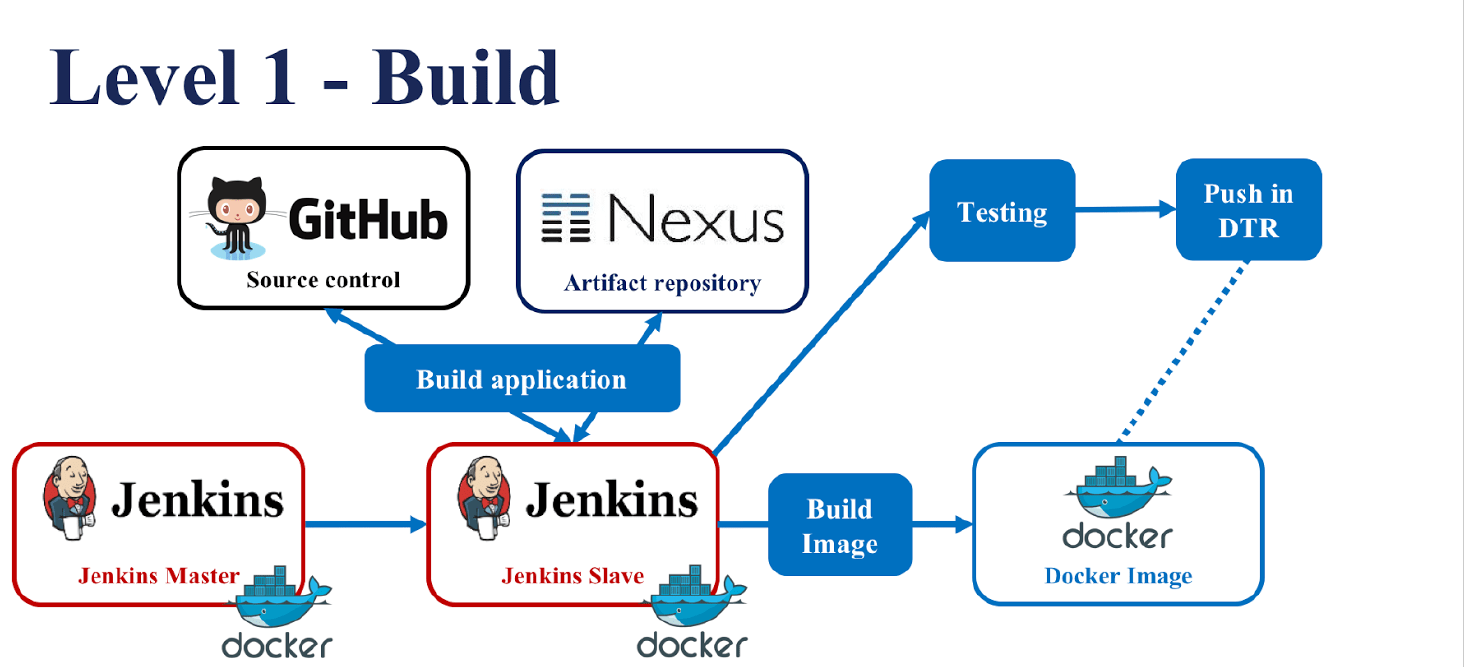 Level 1 - Build
GitHub
Source control
Nexus
Artifact repository
Testing
Push in
DTR
Build application
Jenkins
Jenkins Master
docker
Jenkins
Jenkins Slave
docker
Build
Image
docker
Docker Image